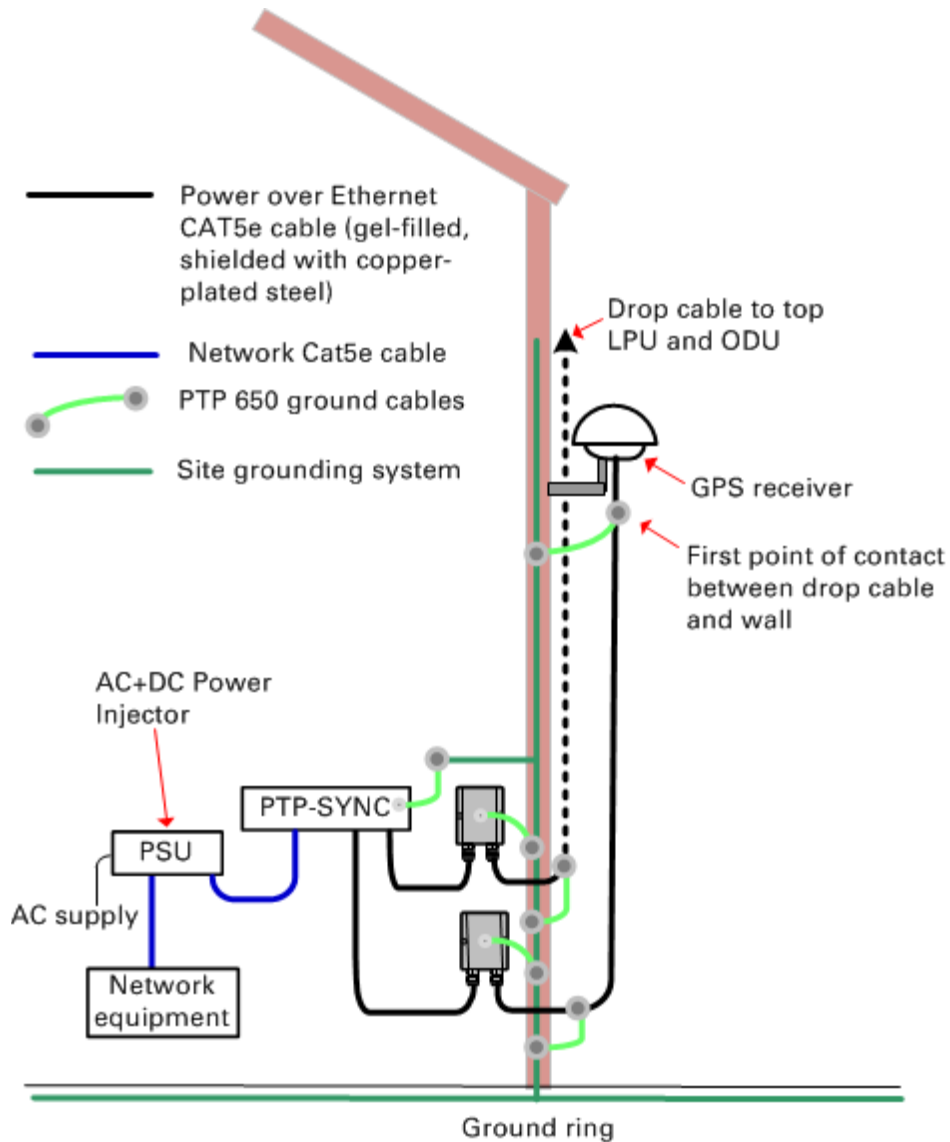 Power over Ethernet
CAT5e cable (gel-filled,
shielded with copper-
plated steel)
Network Cat5e cable
PTP 650 ground cables
Site grounding system
Drop cable to top
LPU and ODU
GPS receiver
First point of contact
between drop cable
and wall
AC+DC Power
Injector
PTP-SYNC
PSU
AC supply
Network
equipment
Ground ring